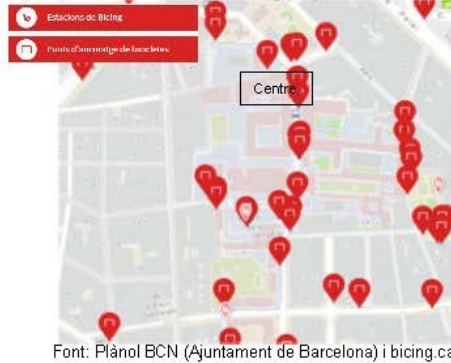 Estacions de Bicing
Punts d'ancoratge de bicicletes
Centre
Font: Plànol BCN (Ajuntament de Barcelona) i bicing.ca